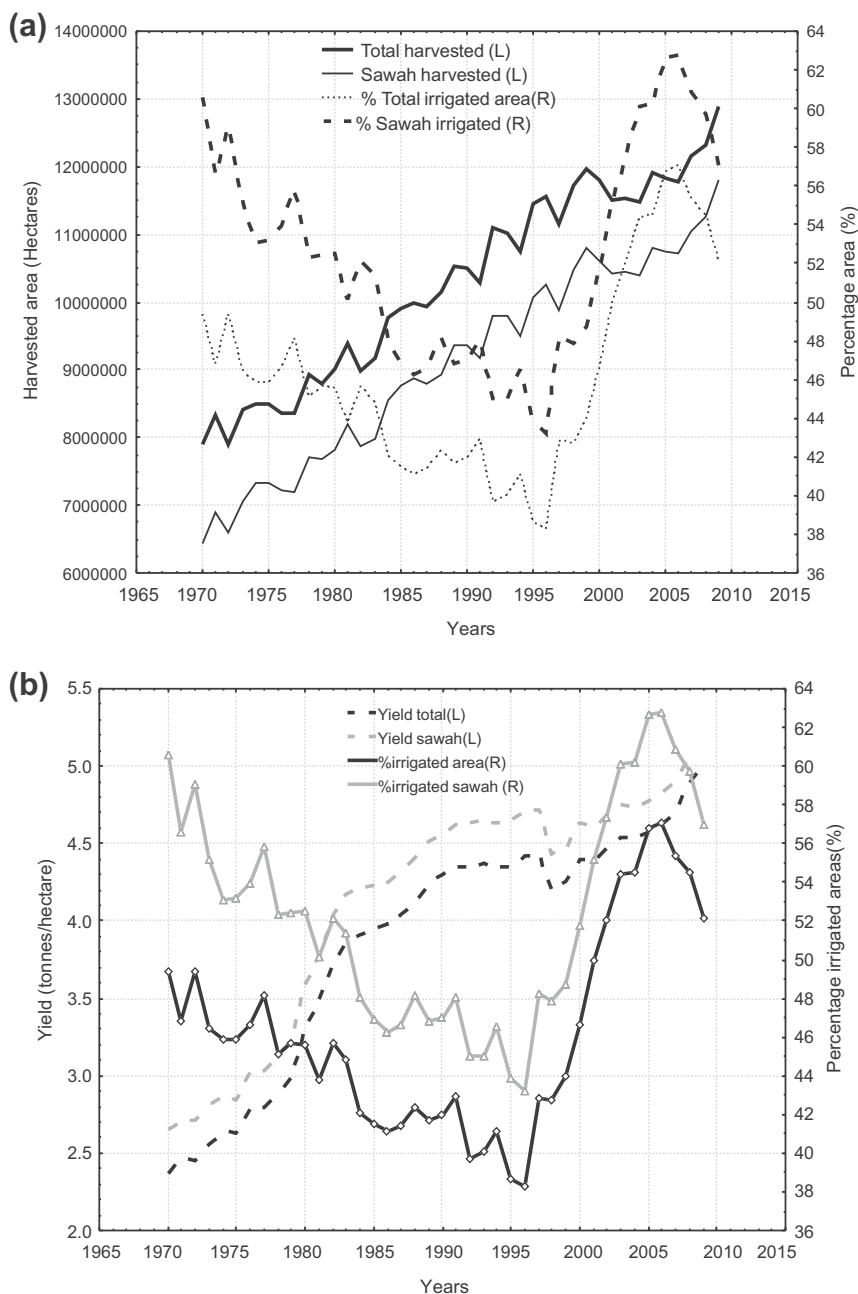 (a)
14000000
13000000
12000000
11000000
10000000
9000000
8000000
7000000
6000000
Harvested area (Hectares)
Total harvested (L)
Sawah harvested (L)
% Total irrigated area(R)
% Sawah irrigated (R)
64
62
60
58
56
54
52
50
48
46
44
42
40
38
36
Percentage area (%)
1965 1970 1975 1980 1985 1990 1995 2000 2005 2010 2015
Years
(b)
5.5
5.0
4.5
4.0
3.5
3.0
2.5
2.0
Yield (tonnes/hectare)
Yield total(L)
Yield sawah(L)
%irrigated area(R)
%irrigated sawah (R)
64
62
60
58
56
54
52
50
48
46
44
42
40
38
36
Percentage irrigated areas(%)
1965 1970 1975 1980 1985 1990 1995 2000 2005 2010 2015
Years